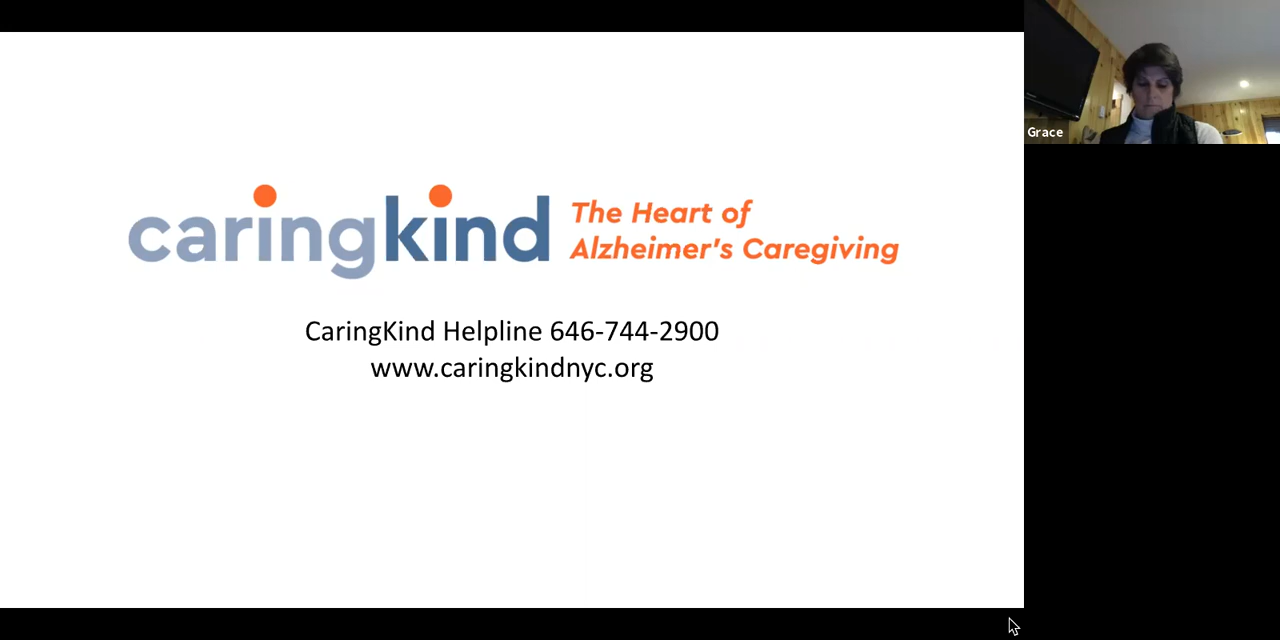 caringkind
The Heart of
Alzheimer's Caregiving
CaringKind Helpline 646-744-2900
www.caringkindnyc.org
Grace